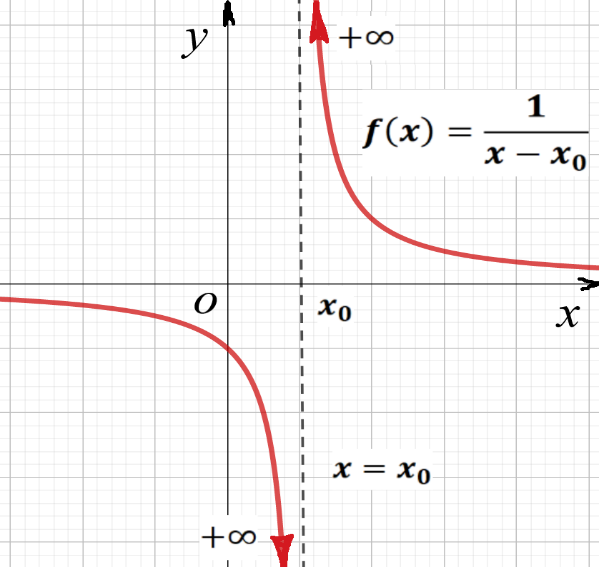 y
+∞
f(x) = 1 / (x − x₀)
O
x₀
x
x = x₀
+∞